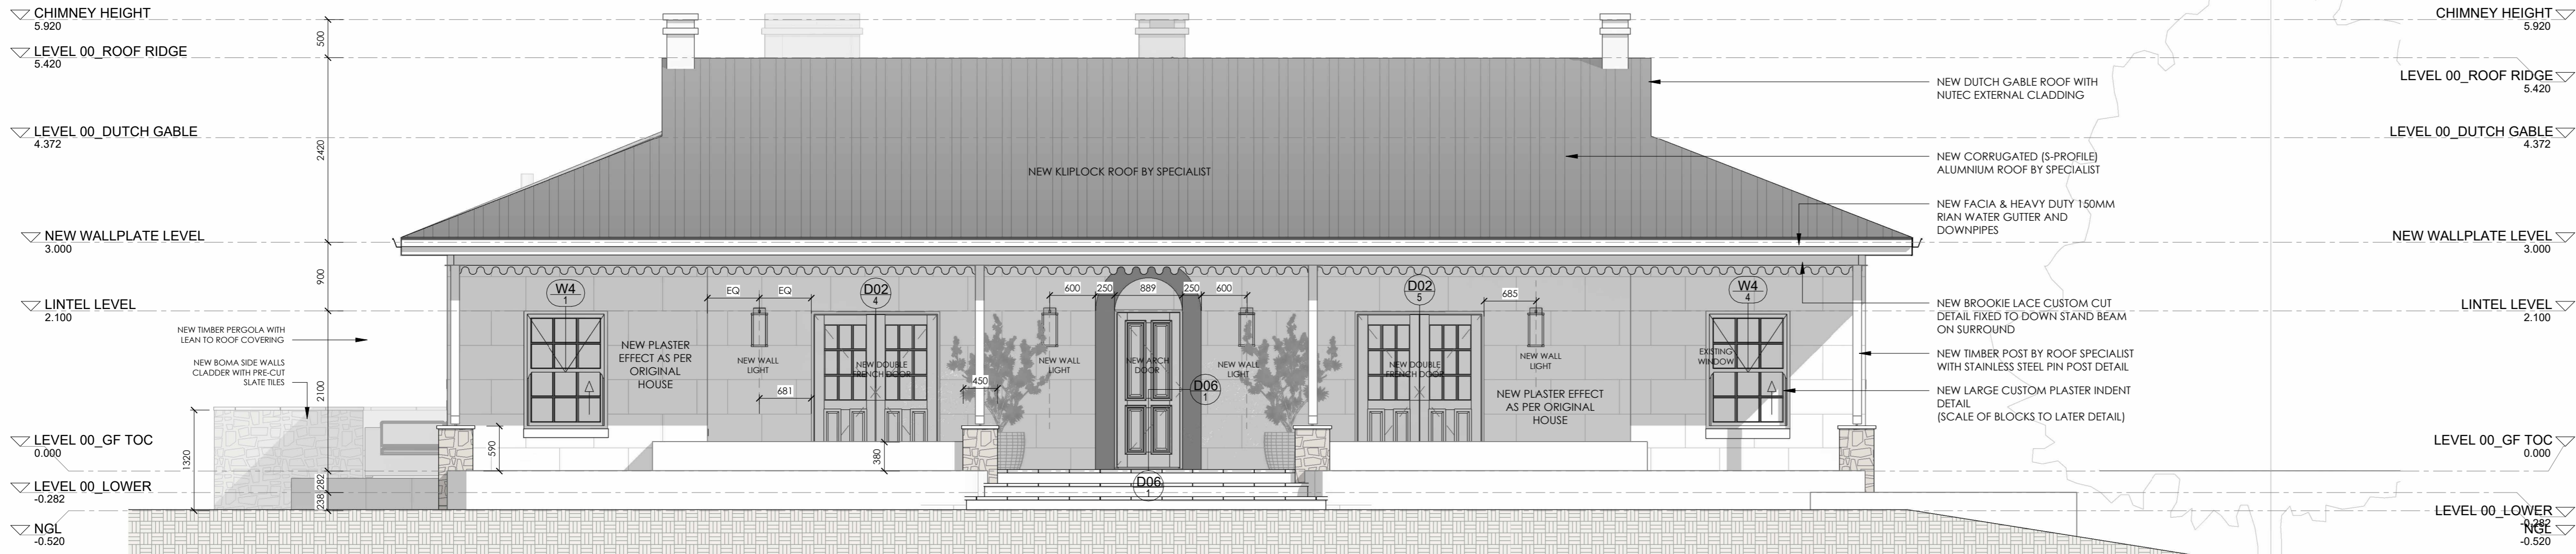 CHIMNEY HEIGHT
5.920
LEVEL 00_ROOF RIDGE
5.420
LEVEL 00_DUTCH GABLE
4.372
NEW WALLPLATE LEVEL
3.000
LINTEL LEVEL
2.100
LEVEL 00_GF TOC
0.000
LEVEL 00_LOWER
-0.282
NGL
-0.520
NEW TIMBER PERGOLA WITH
LEAN TO ROOF COVERING
NEW BOMA SIDE WALLS
CLADDER WITH PRE-CUT
SLATE TILES
1320
500
2420
900
2100
282
238
NEW KLIPLOCK ROOF BY SPECIALIST
W4
1
NEW PLASTER
EFFECT AS PER
ORIGINAL
HOUSE
590
EQ
EQ
NEW WALL
LIGHT
681
D02
4
NEW DOUBLE
FRENCH DOOR
380
450
600
250
889
250
600
NEW WALL
LIGHT
NEW ARCH
DOOR
NEW WALL
LIGHT
D06
1
D06
1
D02
5
NEW DOUBLE
FRENCH DOOR
685
NEW WALL
LIGHT
NEW PLASTER EFFECT
AS PER ORIGINAL
HOUSE
W4
4
EXISTING
WINDOW
NEW DUTCH GABLE ROOF WITH
NUTEC EXTERNAL CLADDING
NEW CORRUGATED (S-PROFILE)
ALUMNIUM ROOF BY SPECIALIST
NEW FACIA & HEAVY DUTY 150MM
RIAN WATER GUTTER AND
DOWNPIPES
NEW BROOKIE LACE CUSTOM CUT
DETAIL FIXED TO DOWN STAND BEAM
ON SURROUND
NEW TIMBER POST BY ROOF SPECIALIST
WITH STAINLESS STEEL PIN POST DETAIL
NEW LARGE CUSTOM PLASTER INDENT
DETAIL
(SCALE OF BLOCKS TO LATER DETAIL)
CHIMNEY HEIGHT
5.920
LEVEL 00_ROOF RIDGE
5.420
LEVEL 00_DUTCH GABLE
4.372
NEW WALLPLATE LEVEL
3.000
LINTEL LEVEL
2.100
LEVEL 00_GF TOC
0.000
LEVEL 00_LOWER
-0.282
NGL
-0.520